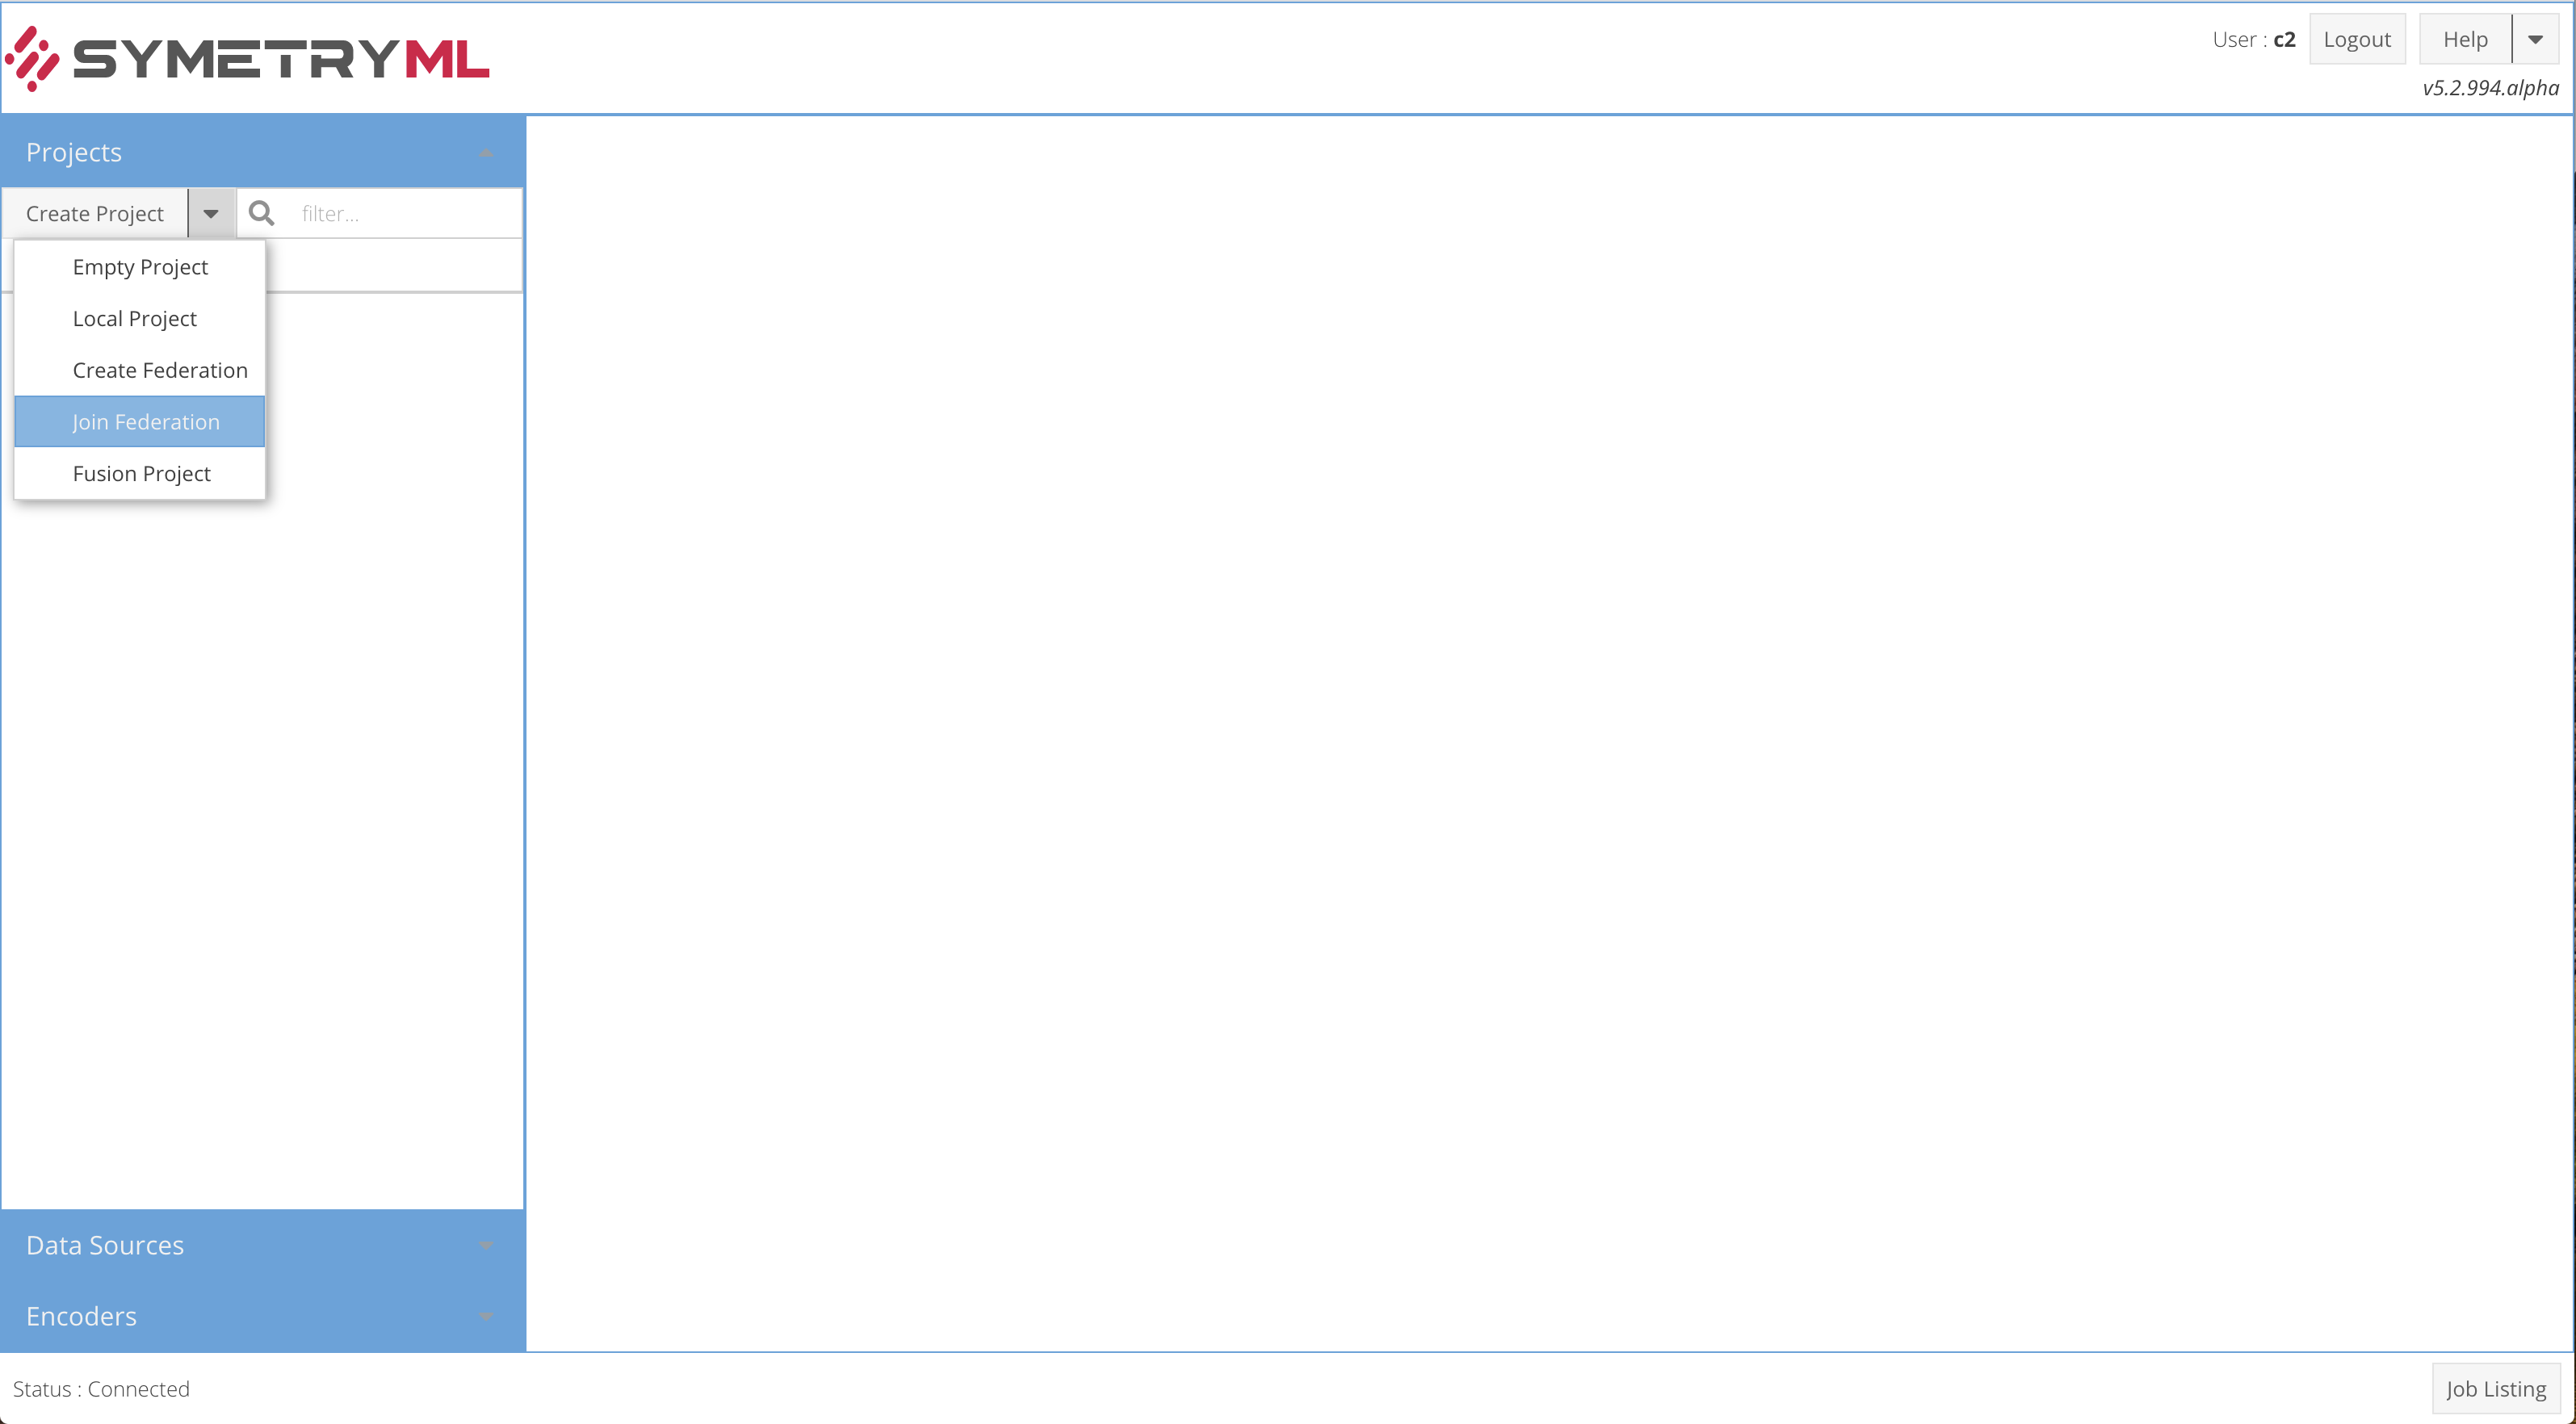 SYMETRYML
User : c2
Logout
Help
v5.2.994.alpha
Projects
Create Project
filter...
Empty Project
Local Project
Create Federation
Join Federation
Fusion Project
Data Sources
Encoders
Status : Connected
Job Listing